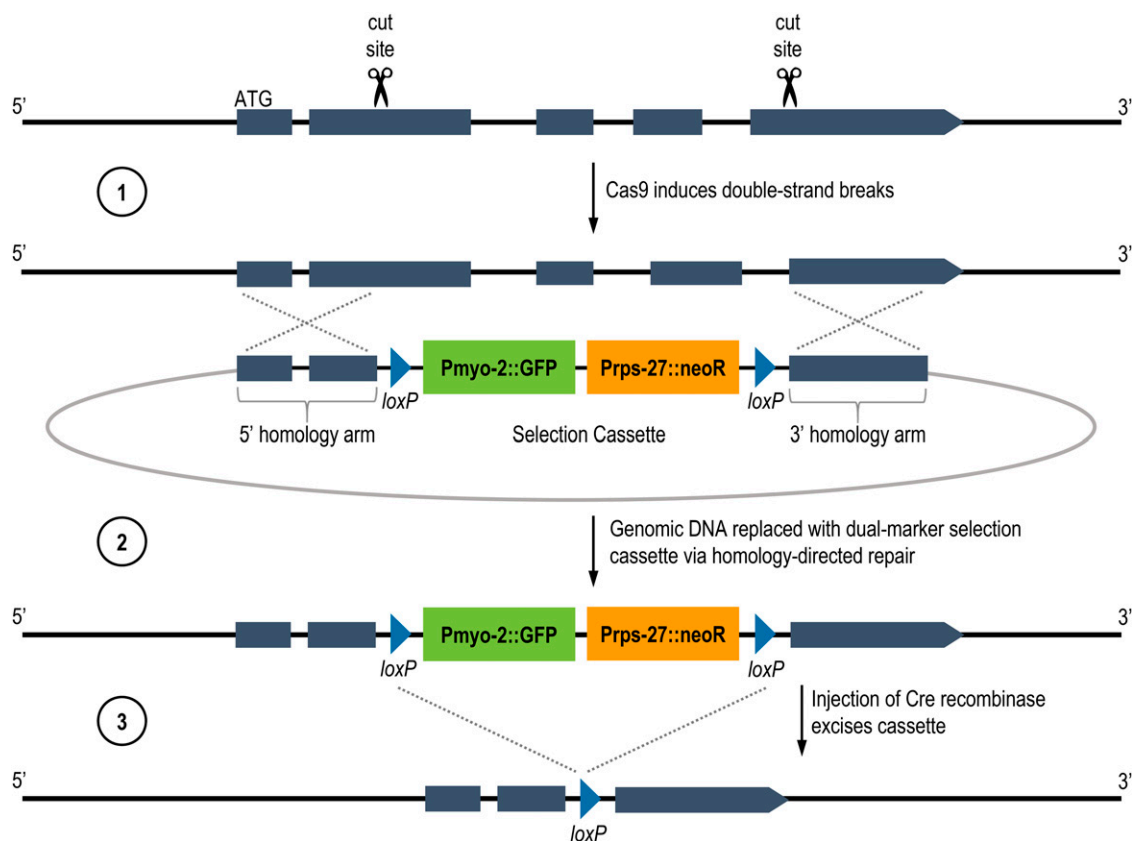 cut
site
cut
site
5’
ATG
3’
1
Cas9 induces double-strand breaks
5’
3’
Pmyo-2::GFP
Prps-27::neoR
loxP
loxP
5’ homology arm
Selection Cassette
3’ homology arm
2
Genomic DNA replaced with dual-marker selection
cassette via homology-directed repair
5’
3’
Pmyo-2::GFP
Prps-27::neoR
loxP
loxP
3
Injection of Cre recombinase
excises cassette
5’
3’
loxP